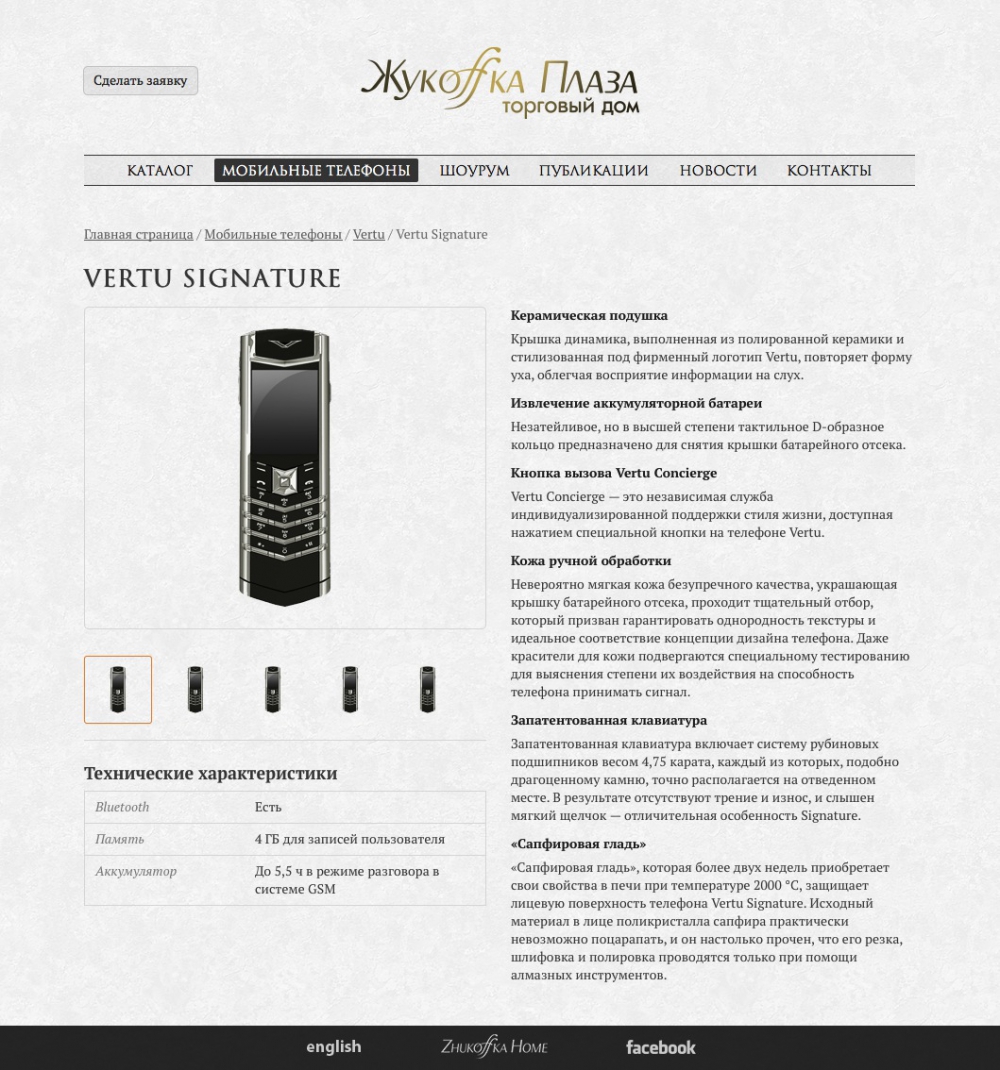 Сделать заявку
Жукоffка Плаза
торговый дом
КАТАЛОГ МОБИЛЬНЫЕ ТЕЛЕФОНЫ ШОУРУМ ПУБЛИКАЦИИ НОВОСТИ КОНТАКТЫ
Главная страница / Мобильные телефоны / Vertu / Vertu Signature
VERTU SIGNATURE
Технические характеристики
Bluetooth Есть
Память 4 ГБ для записей пользователя
Аккумулятор До 5,5 ч в режиме разговора в
системе GSM
Керамическая подушка
Крышка динамика, выполненная из полированной керамики и
стилизованная под фирменный логотип Vertu, повторяет форму
уха, облегчая восприятие информации на слух.
Извлечение аккумуляторной батареи
Незатейливое, но в высшей степени тактильное D-образное
кольцо предназначено для снятия крышки батарейного отсека.
Кнопка вызова Vertu Concierge
Vertu Concierge — это независимая служба
индивидуализированной поддержки стиля жизни, доступная
нажатием специальной кнопки на телефоне Vertu.
Кожа ручной обработки
Невероятно мягкая кожа безупречного качества, украшающая
крышку батарейного отсека, проходит тщательный отбор,
который призван гарантировать однородность текстуры и
идеальное соответствие концепции дизайна телефона. Даже
красители для кожи подвергаются специальному тестированию
для выяснения степени их воздействия на способность
телефона принимать сигнал.
Запатентованная клавиатура
Запатентованная клавиатура включает систему рубиновых
подшипников весом 4,75 карата, каждый из которых, подобно
драгоценному камню, точно располагается на отведенном
месте. В результате отсутствуют трение и износ, и слышен
мягкий щелчок — отличительная особенность Signature.
«Сапфировая гладь»
«Сапфировая гладь», которая более двух недель приобретает
свои свойства в печи при температуре 2000 °C, защищает
лицевую поверхность телефона Vertu Signature. Исходный
материал в лице поликристалла сапфира практически
невозможно поцарапать, и он настолько прочен, что его резка,
шлифовка и полировка проводятся только при помощи
алмазных инструментов.
english Zhukoffka Home facebook